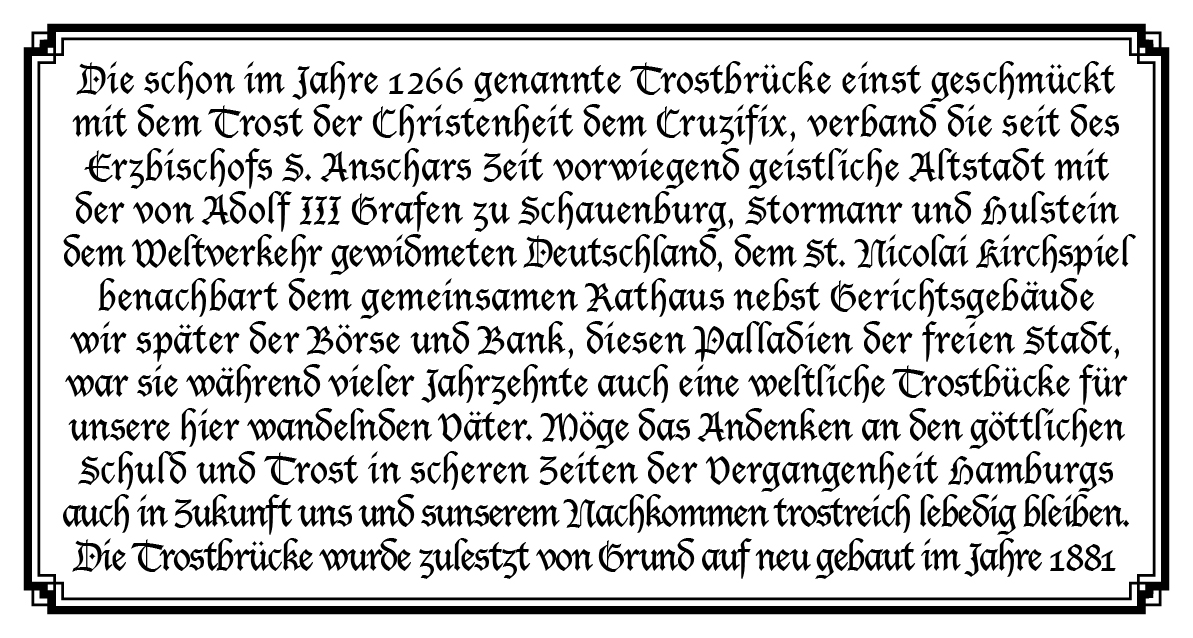 Die schon im Jahre 1266 genannte Trostbrücke einst geschmückt
mit dem Trost der Christenheit dem Cruzifix, verband die seit des
Erzbischofs S. Anschars Zeit vorwiegend geistliche Altstadt mit
der von Adolf III Grafen zu Schauenburg, Stormanr und Hulstein
dem Weltverkehr gewidmeten Deutschland, dem St. Nicolai Kirchspiel
benachbart dem gemeinsamen Rathaus nebst Gerichtsgebäude
wir später der Börse und Bank, diesen Palladien der freien Stadt,
war sie während vieler Jahrzehnte auch eine weltliche Trostbücke für
unsere hier wandelnden Väter. Möge das Andenken an den göttlichen
Schuld und Trost in scheren Zeiten der Vergangenheit Hamburgs
auch in Zukunft uns und sunserem Nachkommen trostreich lebedig bleiben.
Die Trostbrücke wurde zulestzt von Grund auf neu gebaut im Jahre 1881